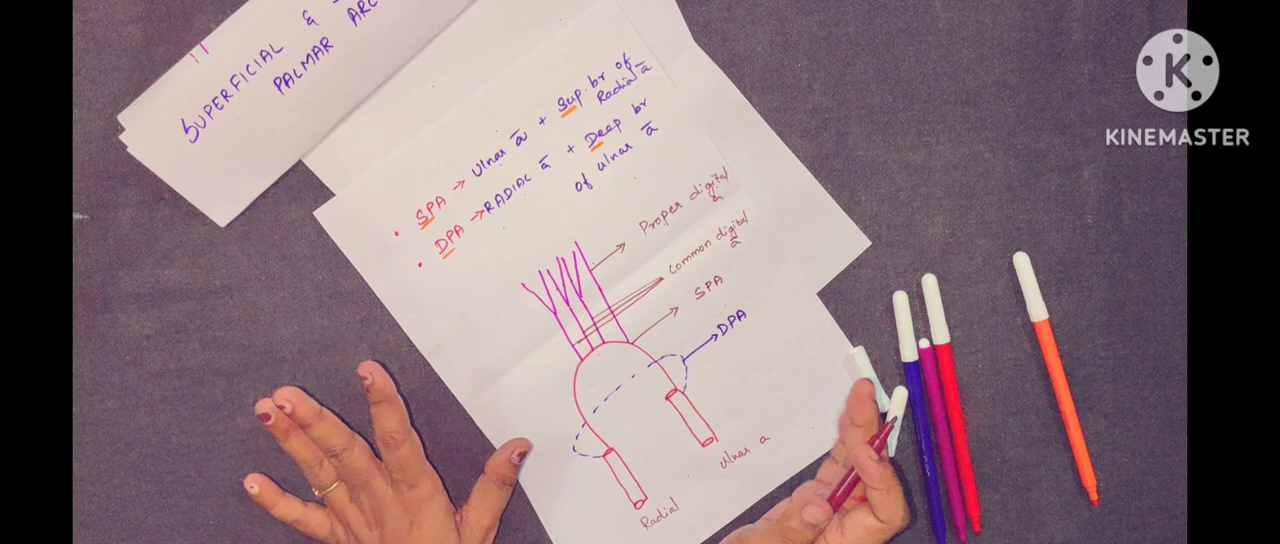 SUPERFICIAL &
PALMAR ARC
• SPA → Ulnar ā + Sup. br of
Radial ā
• DPA → RADIAL ā + Deep br
of ulnar ā
Proper digital
a
Common digital
ā
SPA
DPA
Ulnar a
Radial
K
KINEMASTER